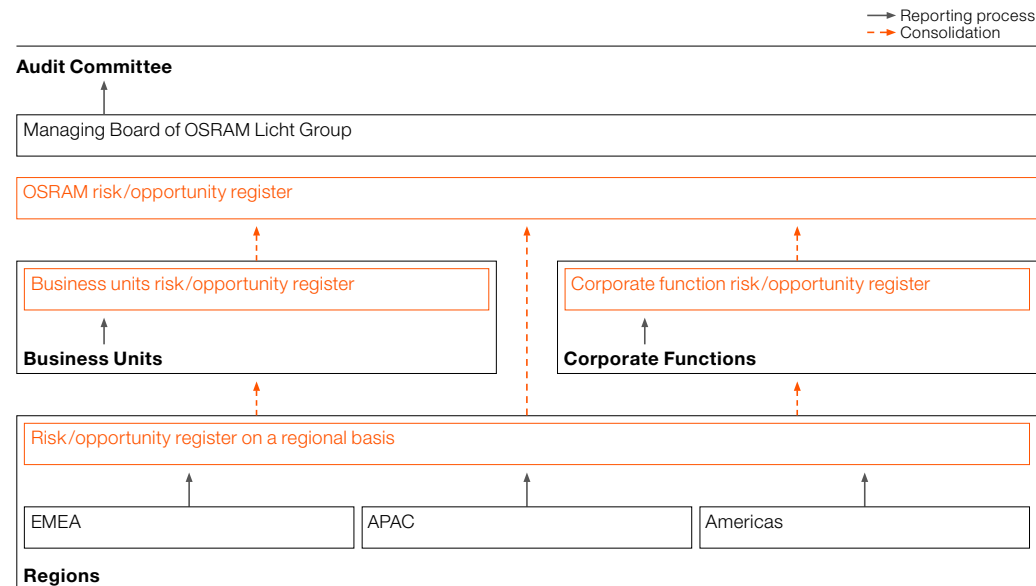 Reporting process
Consolidation
Audit Committee
Managing Board of OSRAM Licht Group
OSRAM risk/opportunity register
Business units risk/opportunity register
Corporate function risk/opportunity register
Business Units
Corporate Functions
Risk/opportunity register on a regional basis
EMEA
APAC
Americas
Regions